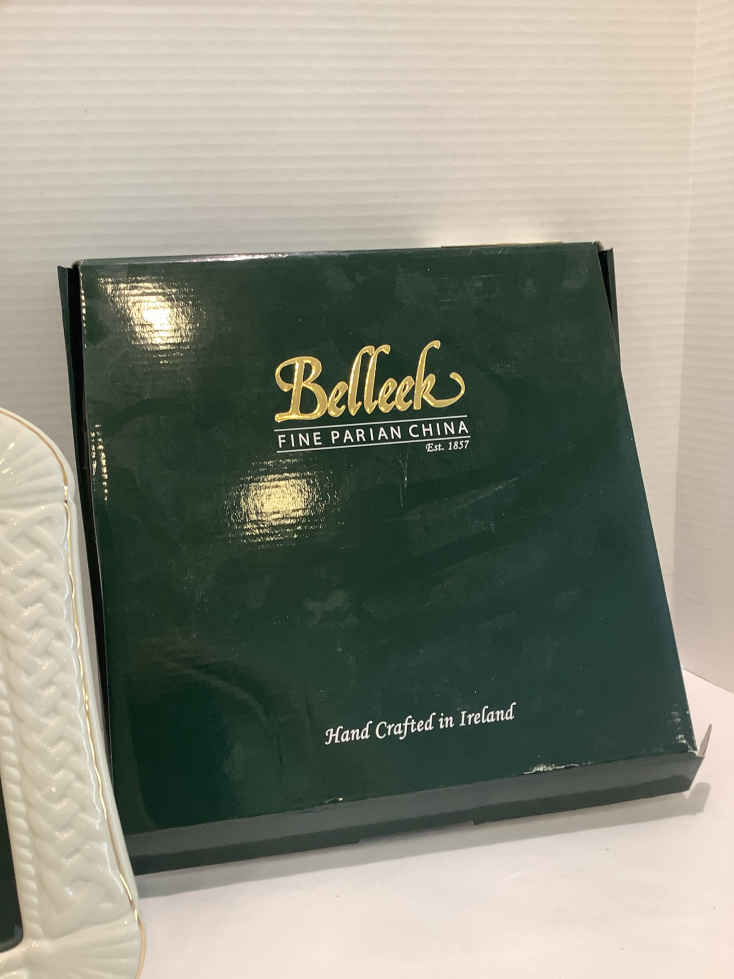 Belleek
FINE PARIAN CHINA
Est. 1857
Hand Crafted in Ireland